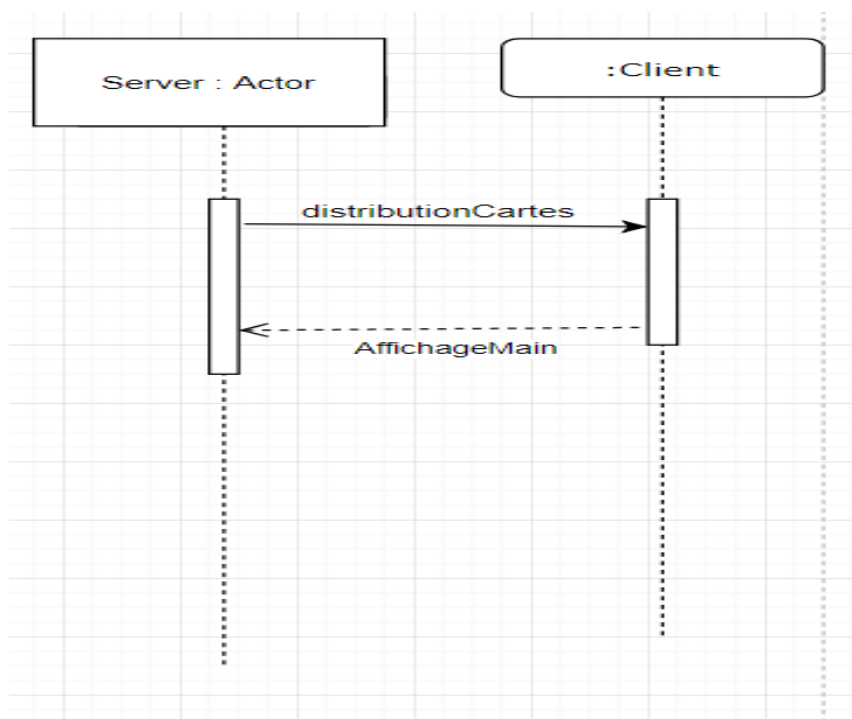 Server : Actor
:Client
distributionCartes
AffichageMain